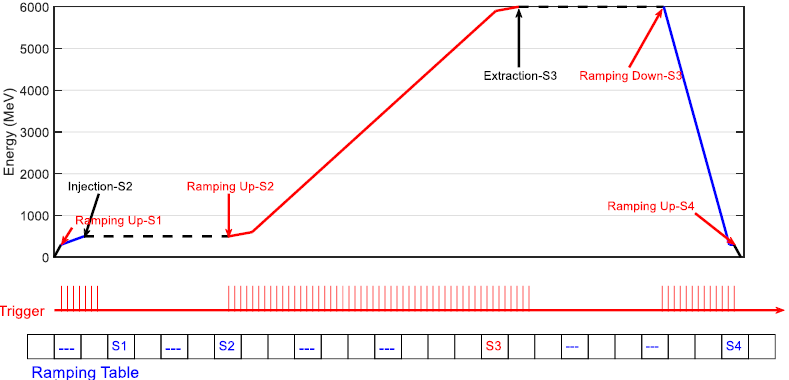 6000
5000
4000
3000
2000
1000
0
Energy (MeV)
Extraction-S3
Ramping Down-S3
Injection-S2
Ramping Up-S2
Ramping Up-S1
Ramping Up-S4
Trigger
--- S1 --- S2 --- --- S3 --- --- S4
Ramping Table